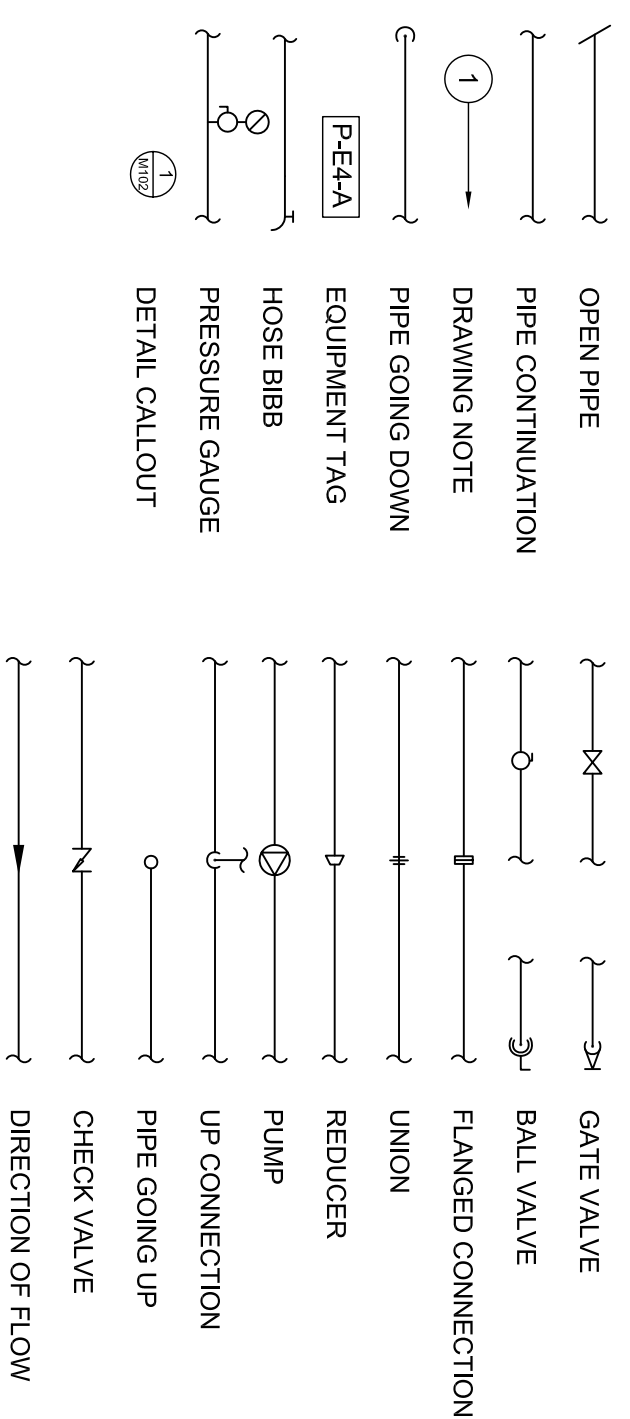 OPEN PIPE
PIPE CONTINUATION
1
DRAWING NOTE
PIPE GOING DOWN
P-E4-A
EQUIPMENT TAG
HOSE BIBB
PRESSURE GAUGE
1
M102
DETAIL CALLOUT
GATE VALVE
BALL VALVE
FLANGED CONNECTION
UNION
REDUCER
PUMP
UP CONNECTION
PIPE GOING UP
CHECK VALVE
DIRECTION OF FLOW